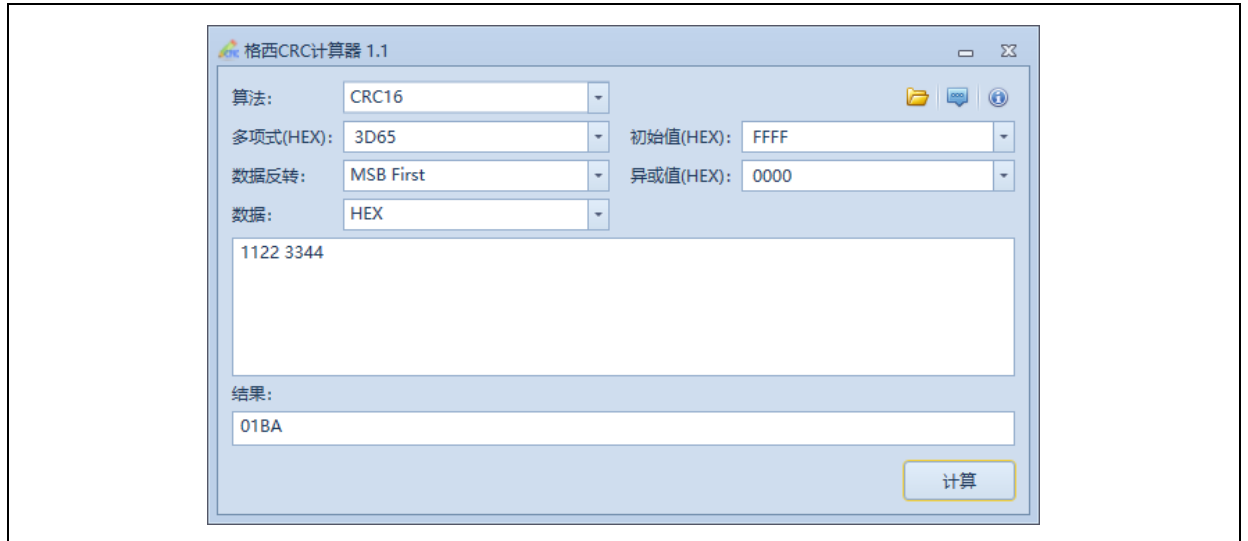 格西CRC计算器 1.1
算法: CRC16
多项式(HEX): 3D65 初始值(HEX): FFFF
数据反转: MSB First 异或值(HEX): 0000
数据: HEX
1122 3344
结果:
01BA
计算